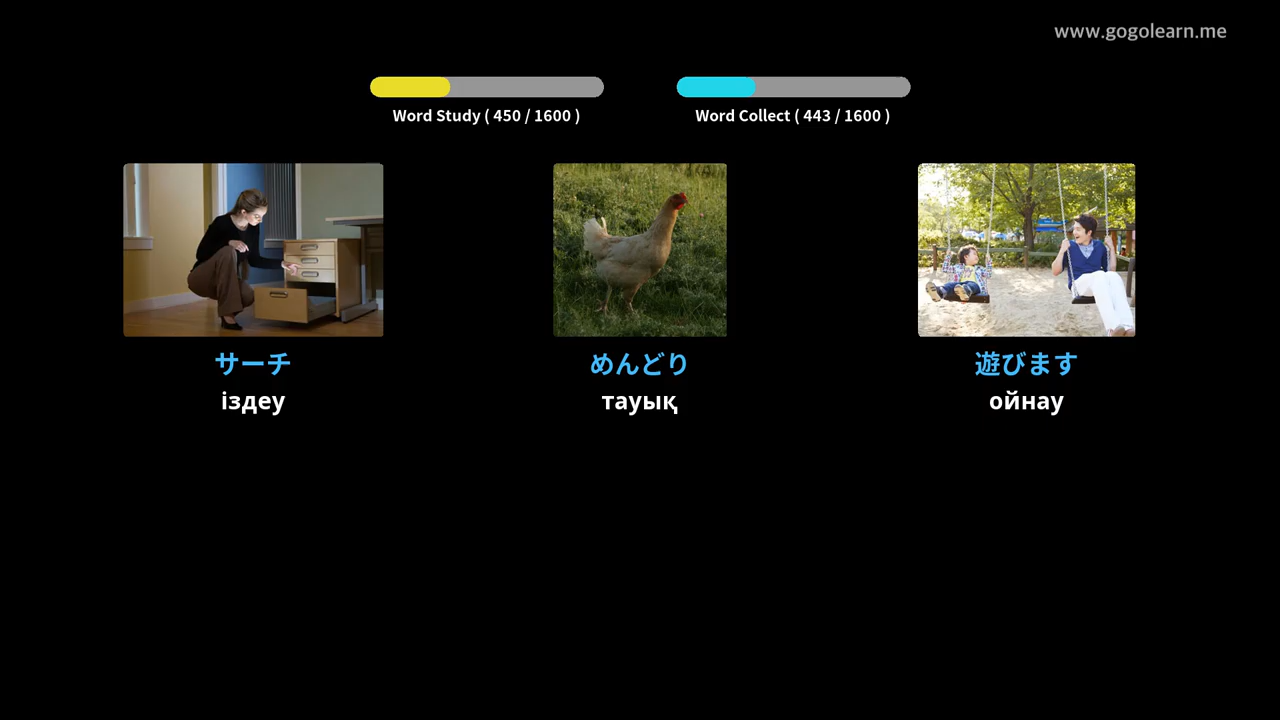 www.gogolearn.me
Word Study ( 450 / 1600 )
Word Collect ( 443 / 1600 )
サーチ
іздеу
めんどり
тауық
遊びます
ойнау